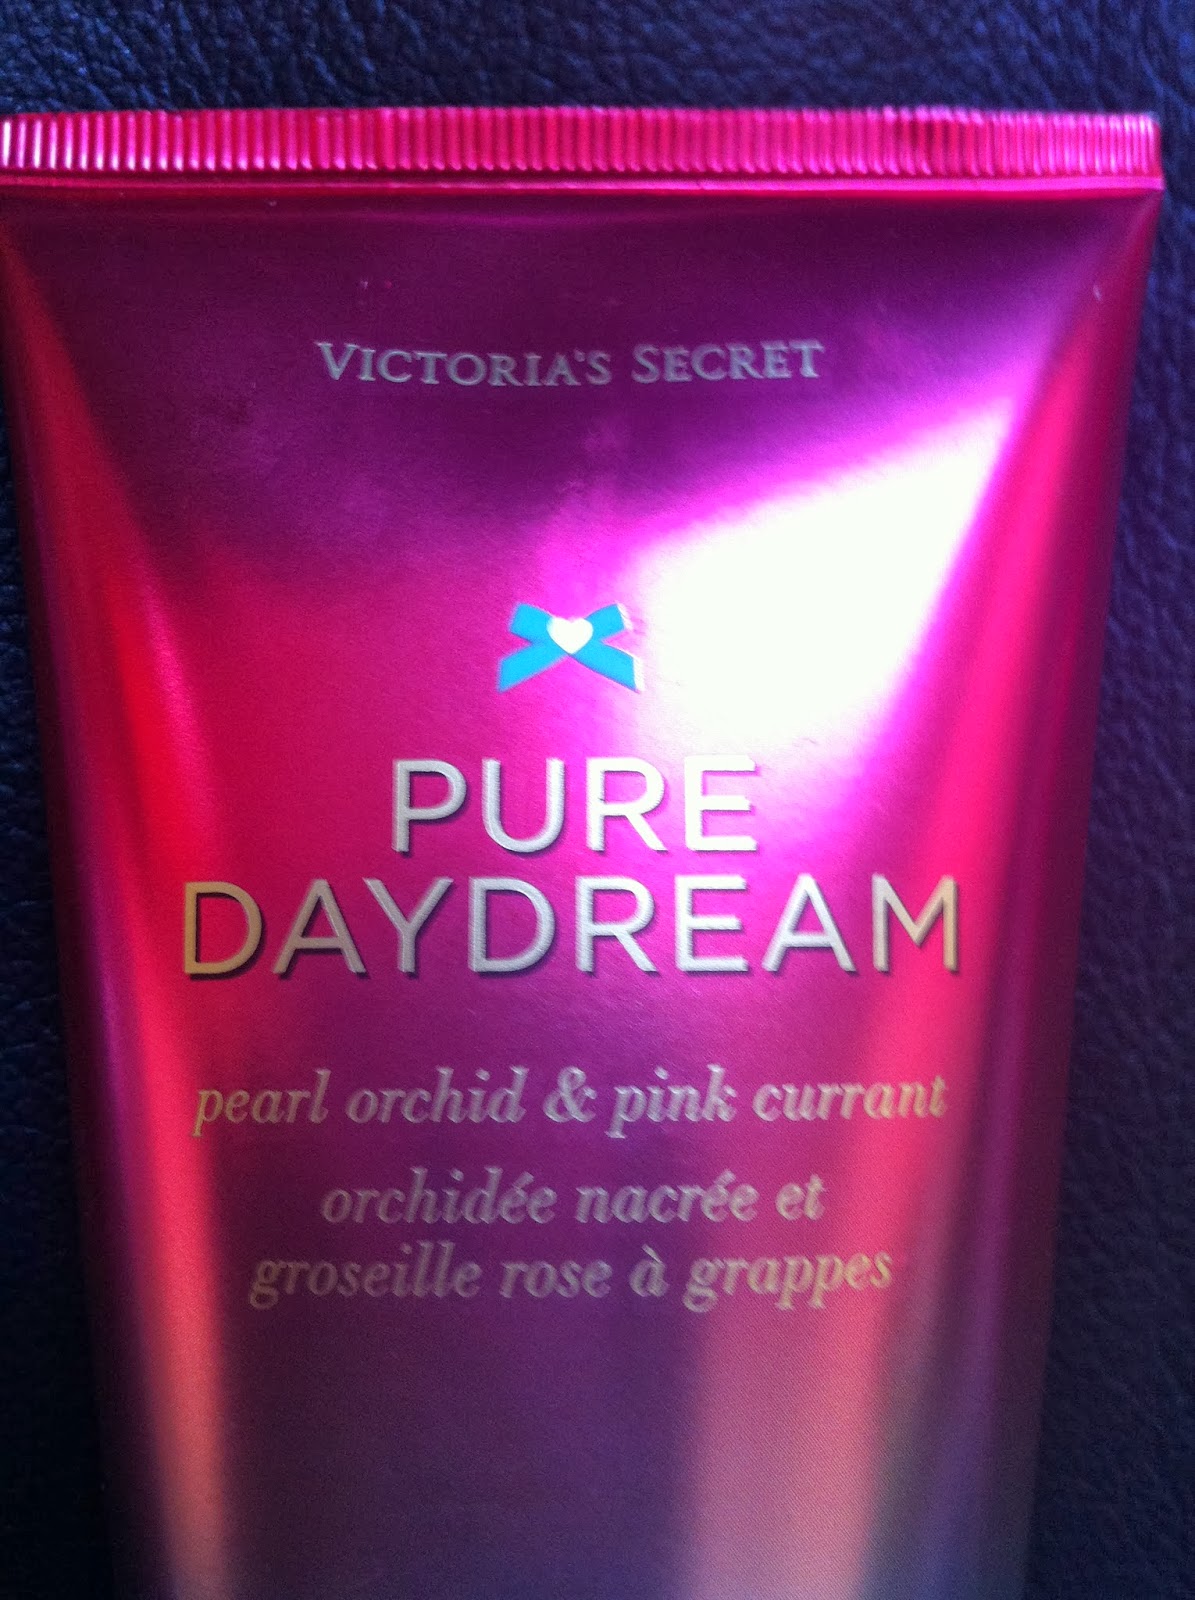 VICTORIA'S SECRET
PURE
DAYDREAM
pearl orchid & pink currant
orchidée nacrée et
groseille rose à grappes